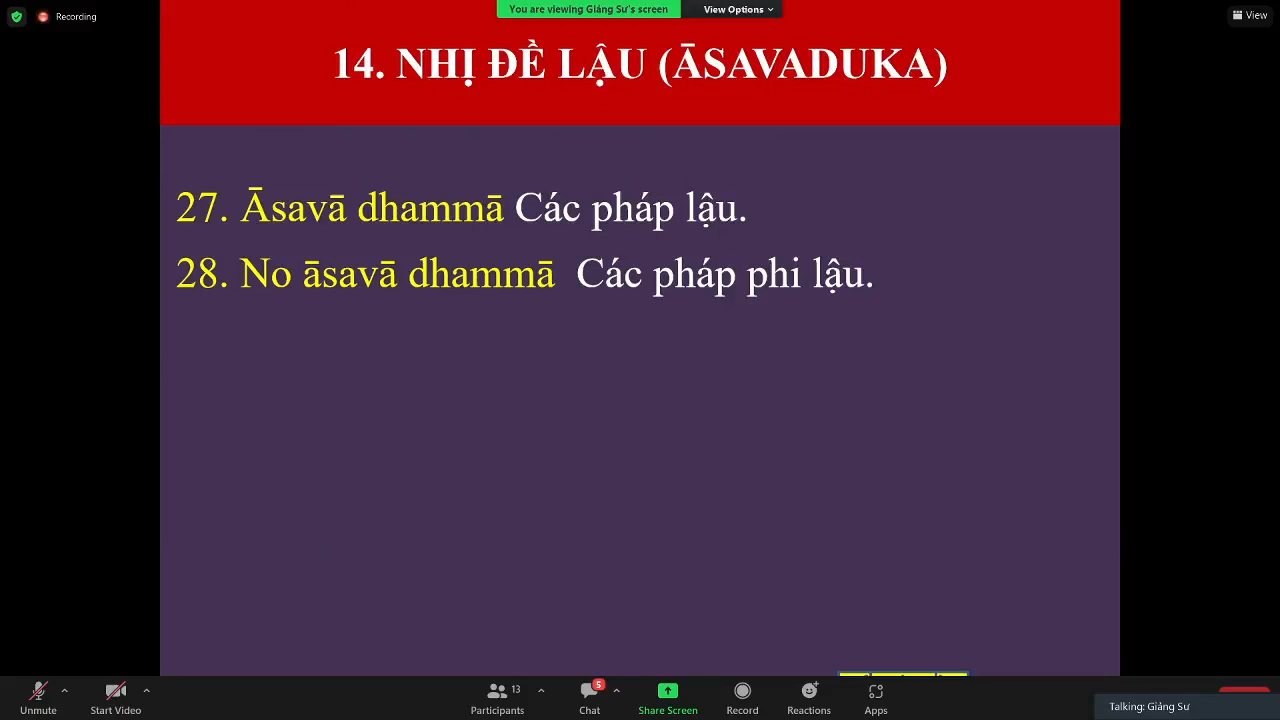 Recording
You are viewing Giảng Sư's screen
View Options
View
14. NHỊ ĐỀ LẬU (ĀSAVADUKA)
27. Āsavā dhammā Các pháp lậu.
28. No āsavā dhammā Các pháp phi lậu.
Unmute
Start Video
13
Participants
5
Chat
Share Screen
Record
Reactions
Apps
Talking: Giảng Sư